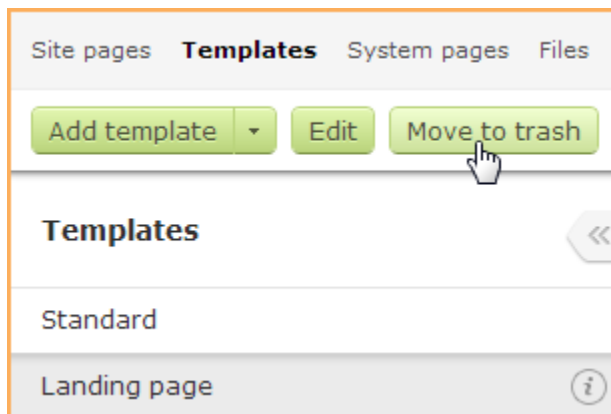 Site pages Templates System pages Files
Add template Edit Move to trash
Templates
Standard
Landing page